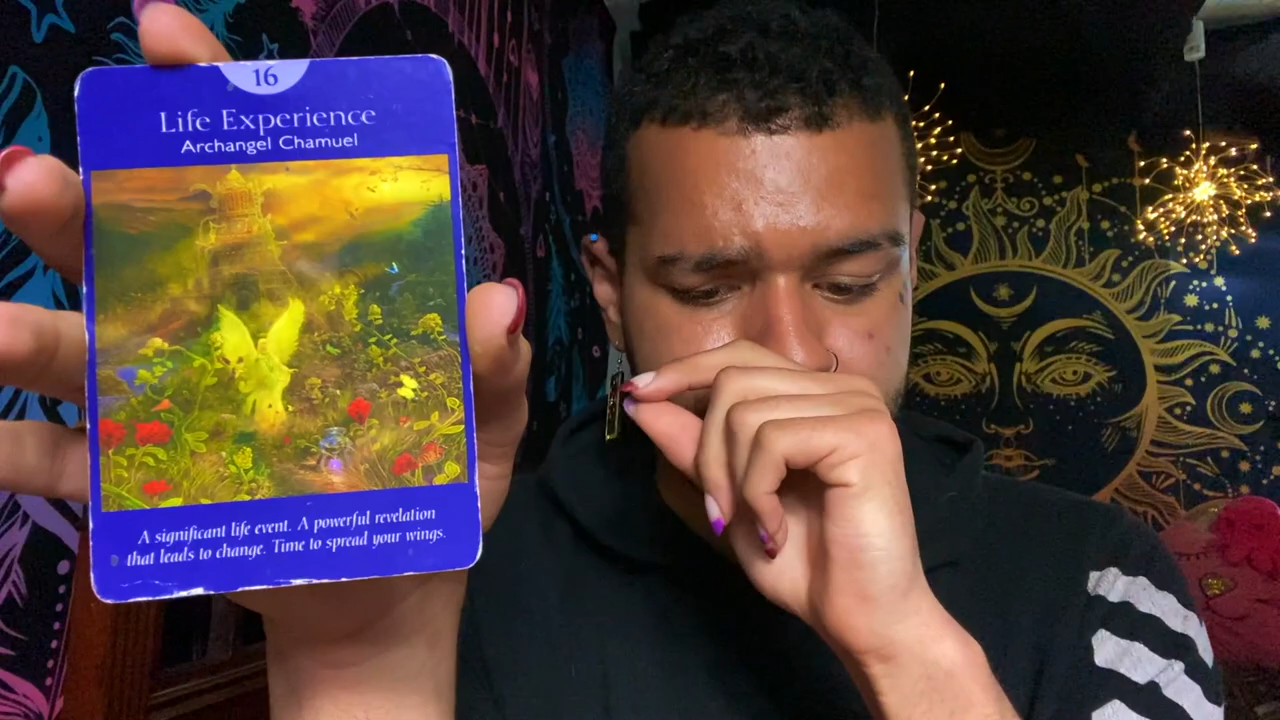 16
Life Experience
Archangel Chamuel
A significant life event. A powerful revelation
that leads to change. Time to spread your wings.